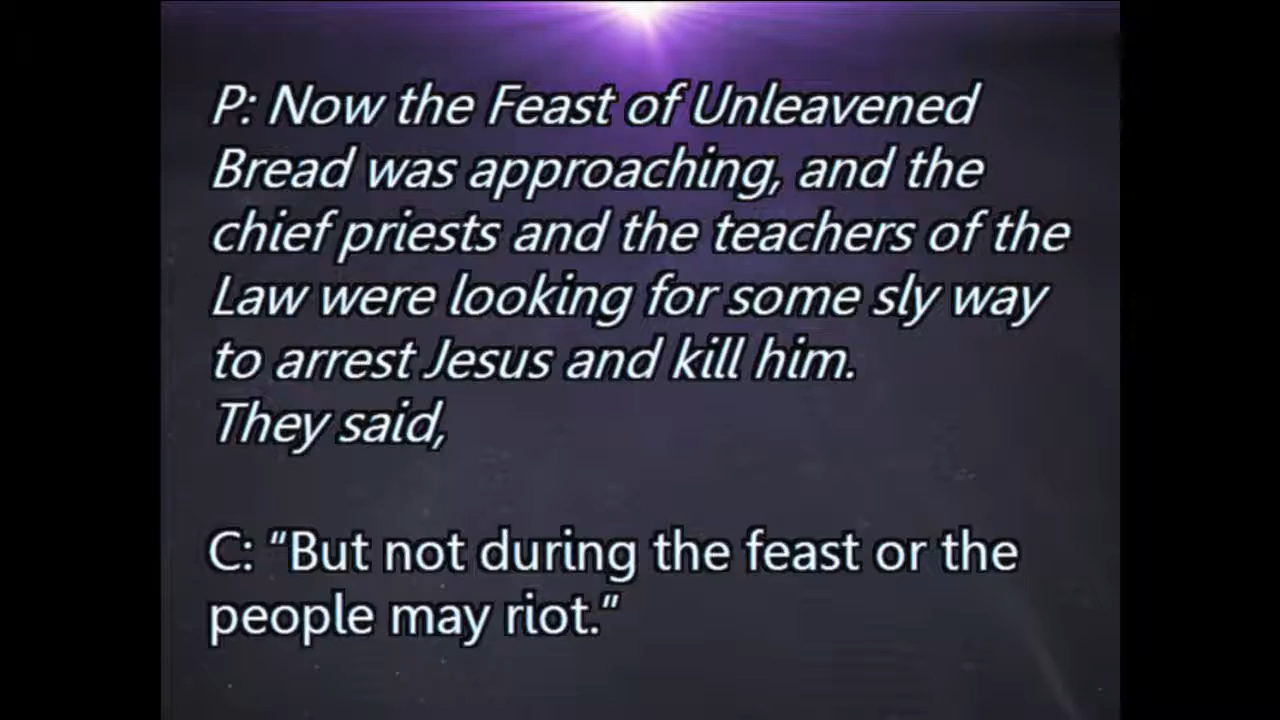 P: Now the Feast of Unleavened
Bread was approaching, and the
chief priests and the teachers of the
Law were looking for some sly way
to arrest Jesus and kill him.
They said,
C: “But not during the feast or the
people may riot.”